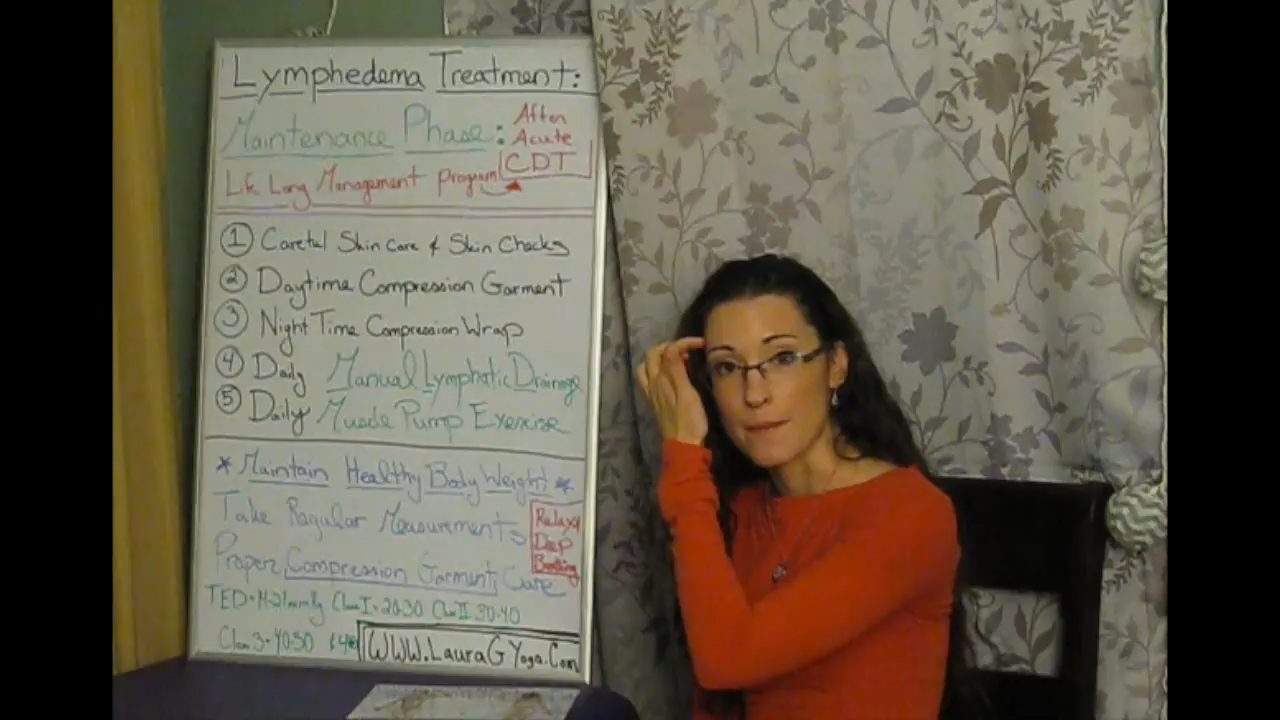 Lymphedema Treatment:
Maintenance Phase:
After
Acute
CDT
Life Long Management Program
1 Careful Skin Care & Skin Checks
2 Daytime Compression Garment
3 Night Time Compression Wrap
4 Daily Manual Lymphatic Drainage
5 Daily Muscle Pump Exercise
* Maintain Healthy Body Weight *
Take Regular Measurements
Relax
Deep
Proper Compression Garment Care
Class I = 20-30 Class II 30-40
Class 3 = 40-50
WWW.LauraGYoga.Com